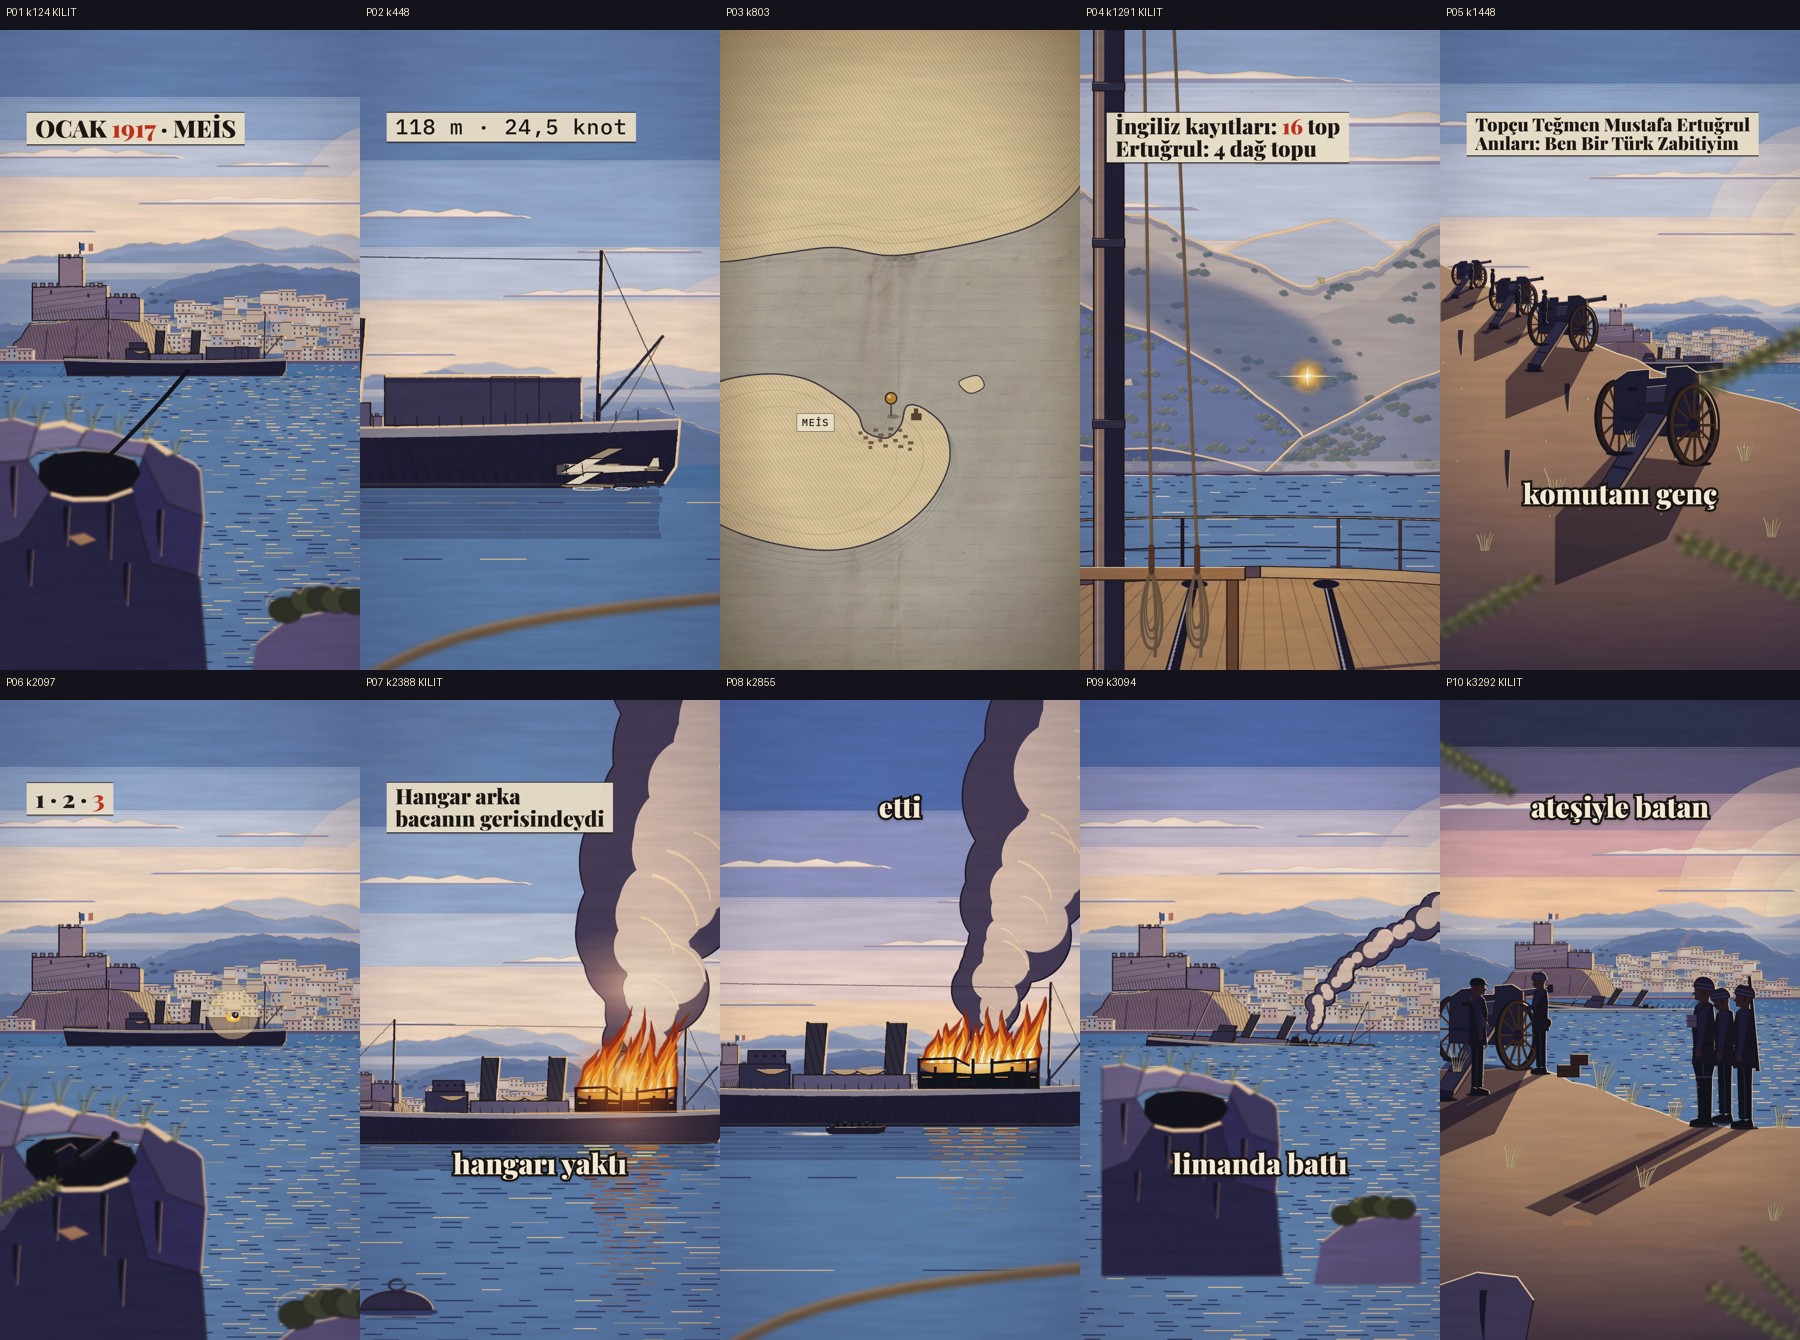 P01 k124 KILIT
OCAK 1917 · MEİS
P02 k448
118 m · 24,5 knot
P03 k803
MEİS
P04 k1291 KILIT
İngiliz kayıtları: 16 top
Ertuğrul: 4 dağ topu
P05 k1448
Topçu Teğmen Mustafa Ertuğrul
Anıları: Ben Bir Türk Zabitiyim
komutanı genç
P06 k2097
1 · 2 · 3
P07 k2388 KILIT
Hangar arka
bacanın gerisindeydi
hangarı yaktı
P08 k2855
etti
P09 k3094
limanda battı
P10 k3292 KILIT
ateşiyle batan